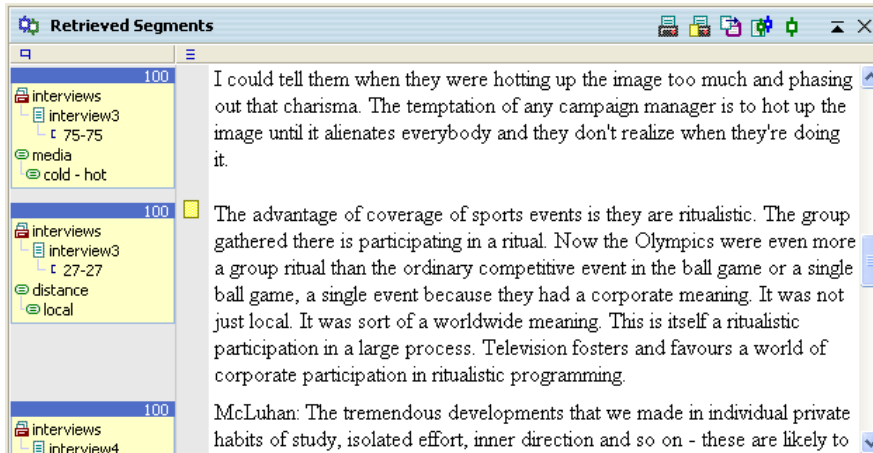 Retrieved Segments
100
interviews
interview3
75-75
media
cold - hot
I could tell them when they were hotting up the image too much and phasing
out that charisma. The temptation of any campaign manager is to hot up the
image until it alienates everybody and they don't realize when they're doing
it.
100
interviews
interview3
27-27
distance
local
The advantage of coverage of sports events is they are ritualistic. The group
gathered there is participating in a ritual. Now the Olympics were even more
a group ritual than the ordinary competitive event in the ball game or a single
ball game, a single event because they had a corporate meaning. It was not
just local. It was sort of a worldwide meaning. This is itself a ritualistic
participation in a large process. Television fosters and favours a world of
corporate participation in ritualistic programming.
100
interviews
interview4
McLuhan: The tremendous developments that we made in individual private
habits of study, isolated effort, inner direction and so on - these are likely to